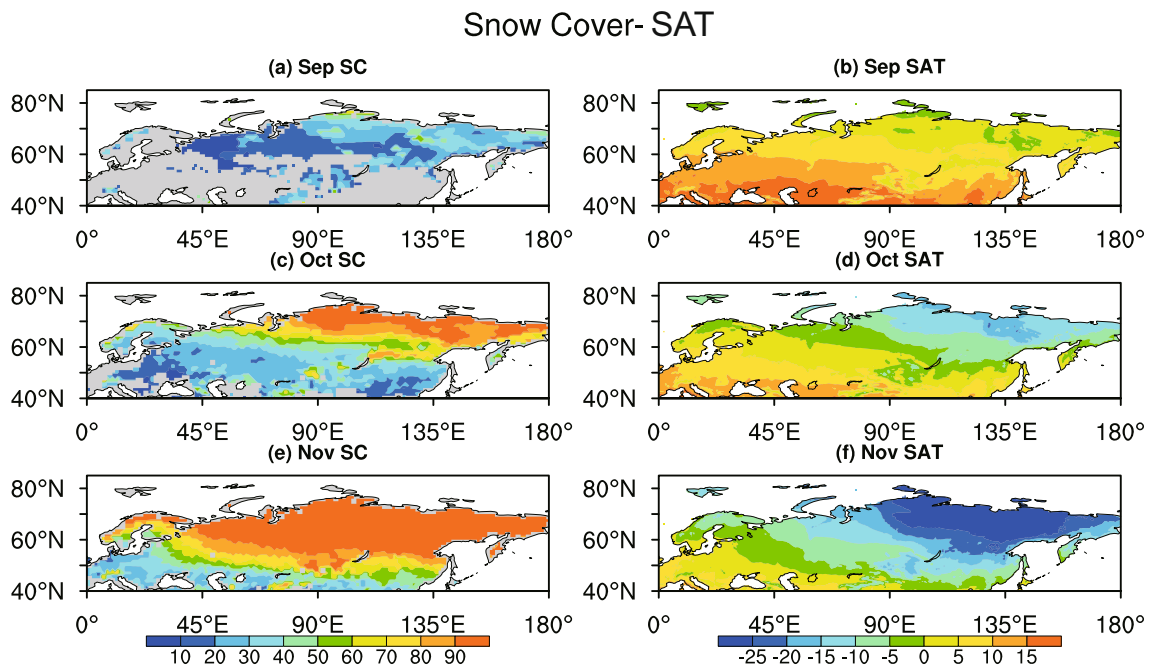 Snow Cover- SAT
(a) Sep SC
(b) Sep SAT
80°N
60°N
40°N
0° 45°E 90°E 135°E 180°
80°N
60°N
40°N
0° 45°E 90°E 135°E 180°
(c) Oct SC
(d) Oct SAT
80°N
60°N
40°N
0° 45°E 90°E 135°E 180°
80°N
60°N
40°N
0° 45°E 90°E 135°E 180°
(e) Nov SC
(f) Nov SAT
80°N
60°N
40°N
0° 45°E 90°E 135°E 180°
80°N
60°N
40°N
0° 45°E 90°E 135°E 180°
10 20 30 40 50 60 70 80 90
-25 -20 -15 -10 -5 0 5 10 15